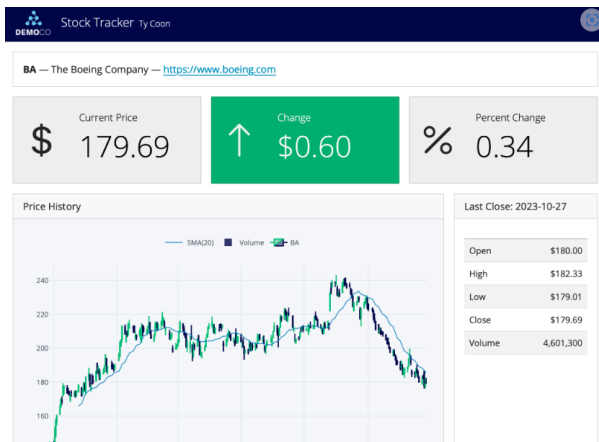 DEMOCO
Stock Tracker Ty Coon
BA — The Boeing Company — https://www.boeing.com
Current Price
$ 179.69
Change
$0.60
Percent Change
% 0.34
Price History
SMA(20) Volume BA
240
220
200
180
160
Last Close: 2023-10-27
Open $180.00
High $182.33
Low $179.01
Close $179.69
Volume 4,601,300